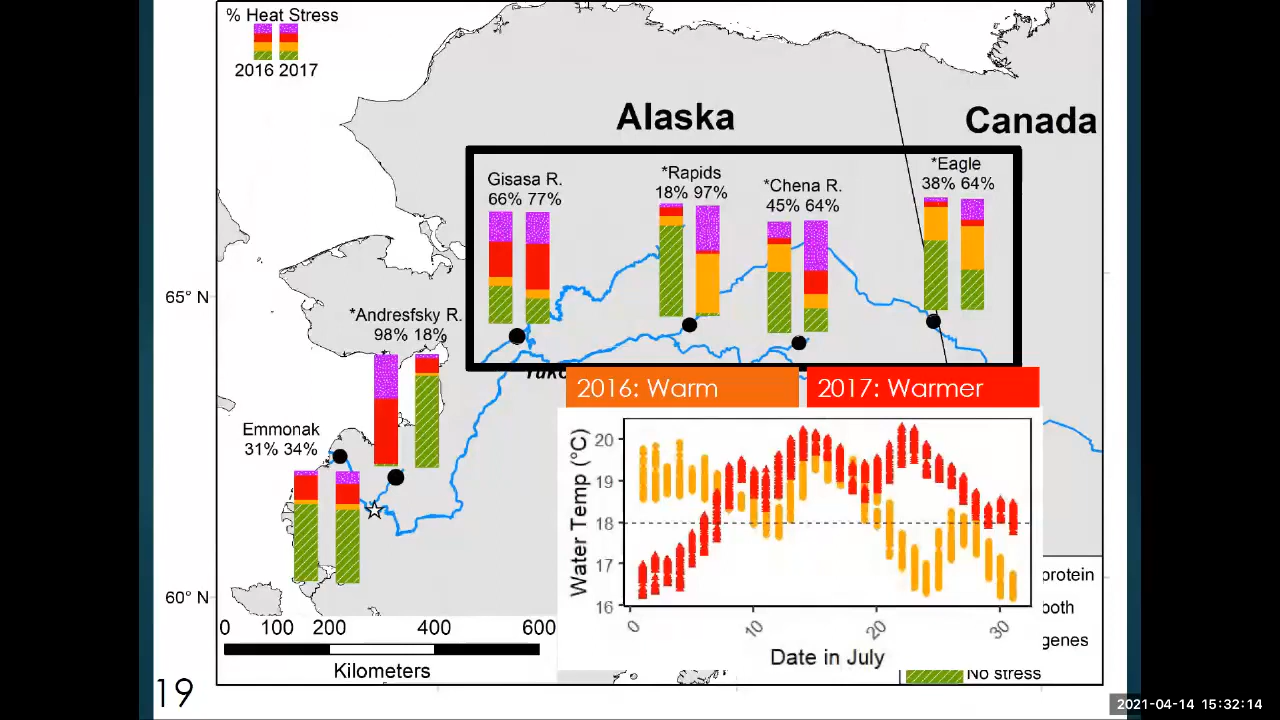 % Heat Stress
2016 2017
Alaska
Canada
*Eagle
38% 64%
*Rapids
18% 97%
Gisasa R.
66% 77%
*Chena R.
45% 64%
65° N
*Andresfsky R.
98% 18%
2016: Warm
2017: Warmer
Emmonak
31% 34%
Water Temp (°C)
20
19
18
17
16
0
10
20
30
Date in July
protein
both
genes
No stress
60° N
0 100 200 400 600
Kilometers
19
2021-04-14 15:32:14